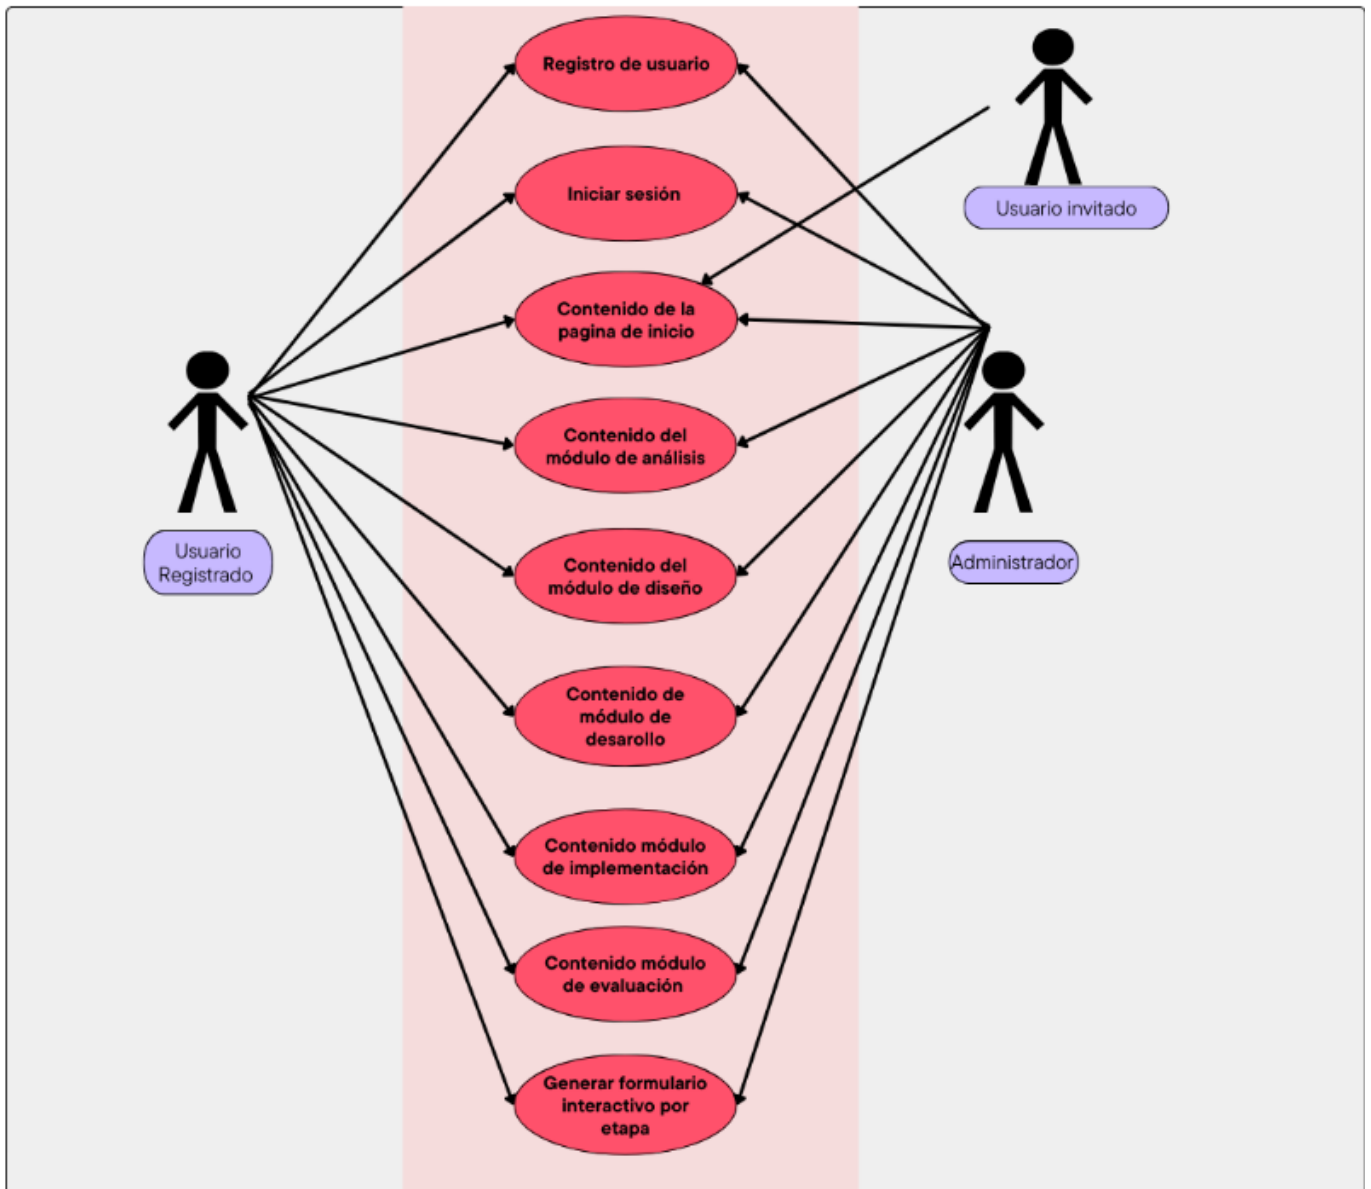 Registro de usuario
Usuario invitado
Iniciar sesión
Contenido de la
pagina de inicio
Contenido del
módulo de análisis
Usuario
Registrado
Administrador
Contenido del
módulo de diseño
Contenido de
módulo de
desarollo
Contenido módulo
de implementación
Contenido módulo
de evaluación
Generar formulario
interactivo por
etapa